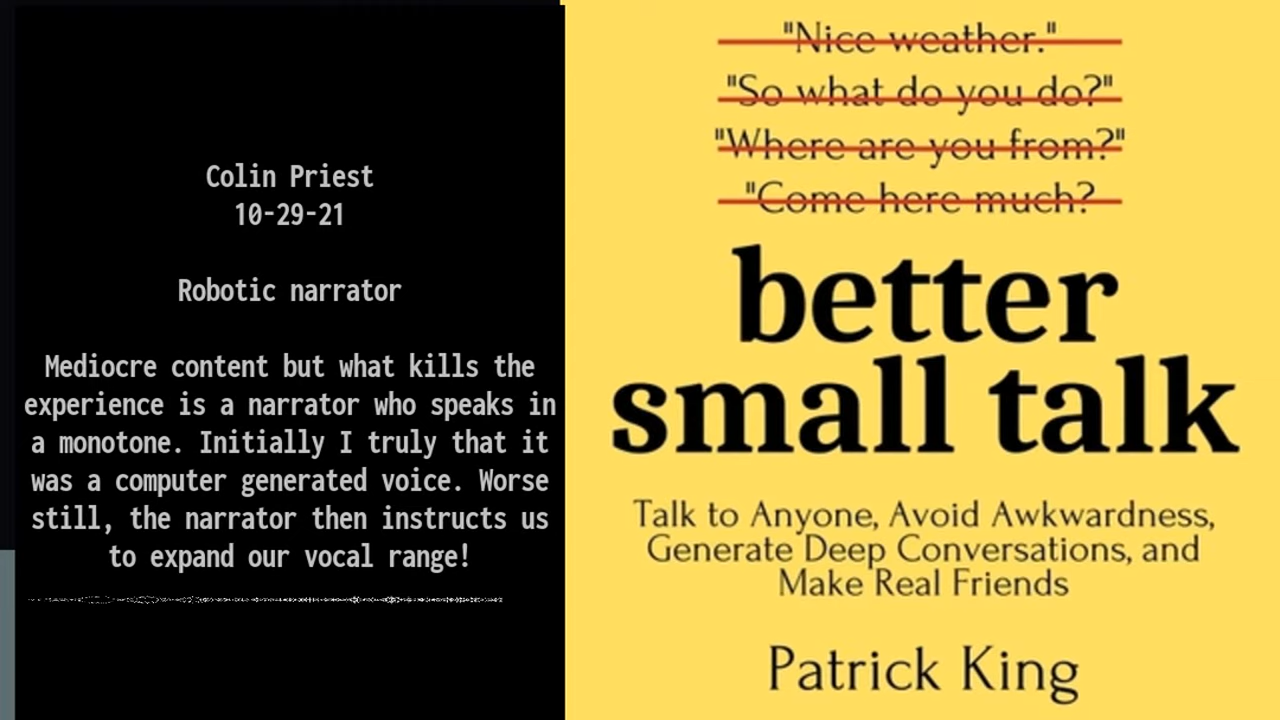 Colin Priest
10-29-21
Robotic narrator
Mediocre content but what kills the
experience is a narrator who speaks in
a monotone. Initially I truly that it
was a computer generated voice. Worse
still, the narrator then instructs us
to expand our vocal range!
"Nice weather."
"So what do you do?"
"Where are you from?"
"Come here much?
better
small talk
Talk to Anyone, Avoid Awkwardness,
Generate Deep Conversations, and
Make Real Friends
Patrick King